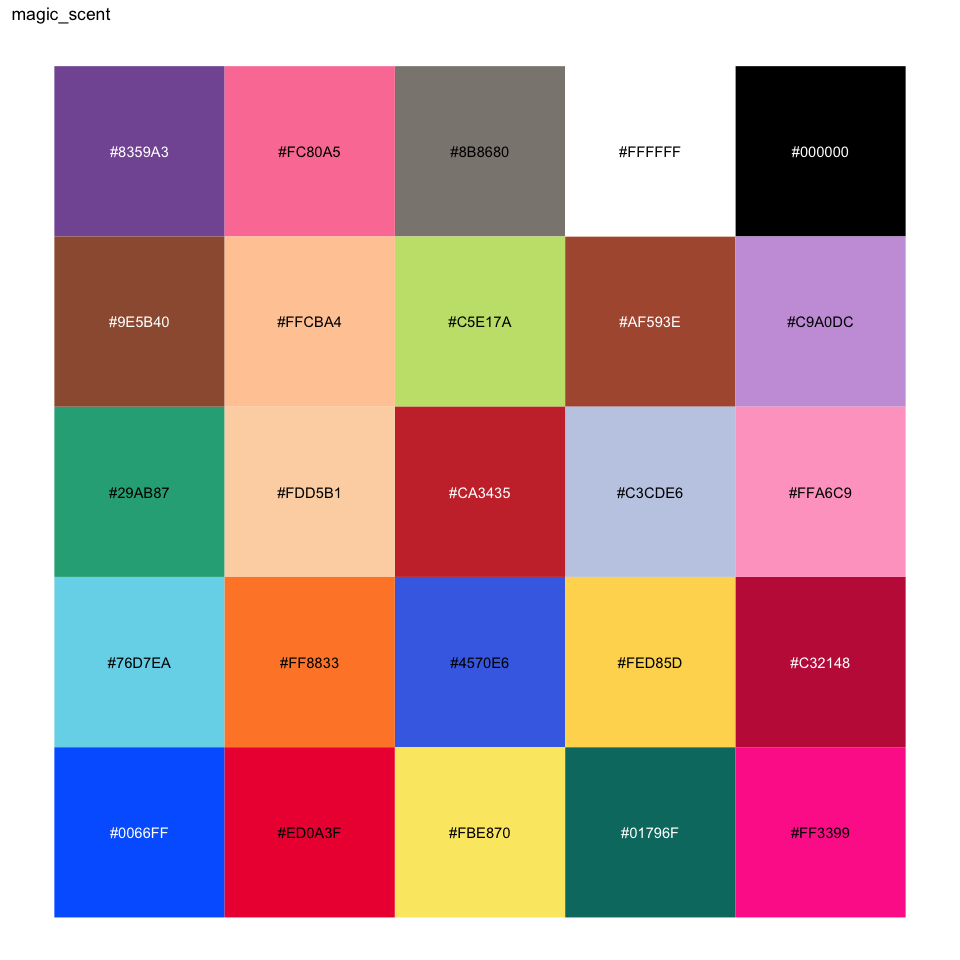 magic_scent
#8359A3 #FC80A5 #8B8680 #FFFFFF #000000
#9E5B40 #FFCBA4 #C5E17A #AF593E #C9A0DC
#29AB87 #FDD5B1 #CA3435 #C3CDE6 #FFA6C9
#76D7EA #FF8833 #4570E6 #FED85D #C32148
#0066FF #ED0A3F #FBE870 #01796F #FF3399